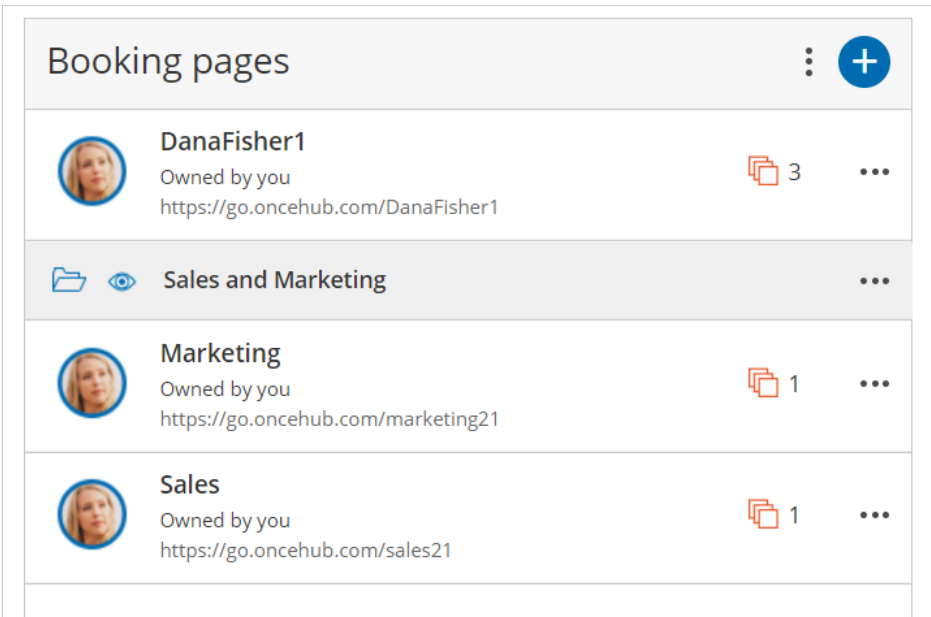 Booking pages
DanaFisher1
Owned by you
https://go.oncehub.com/DanaFisher1
3
Sales and Marketing
Marketing
Owned by you
https://go.oncehub.com/marketing21
1
Sales
Owned by you
https://go.oncehub.com/sales21
1